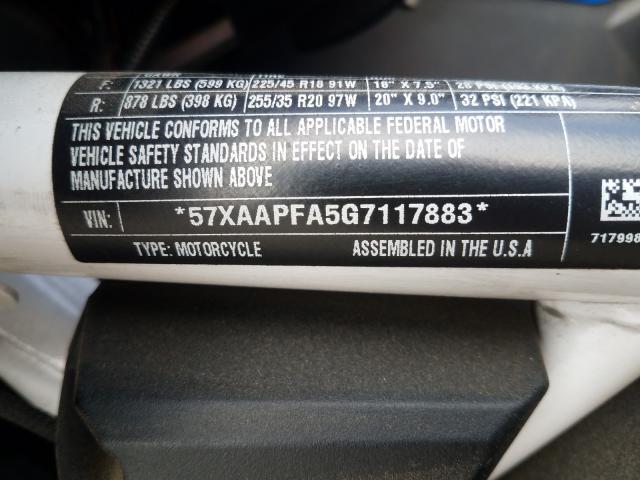 F: 1321 LBS (599 KG) 225/45 R18 91W 18" X 7.5"
R: 878 LBS (398 KG) 255/35 R20 97W 20" X 9.0" 32 PSI (221 KPA)
THIS VEHICLE CONFORMS TO ALL APPLICABLE FEDERAL MOTOR
VEHICLE SAFETY STANDARDS IN EFFECT ON THE DATE OF
MANUFACTURE SHOWN ABOVE
VIN: *57XAAPFA5G7117883*
TYPE: MOTORCYCLE ASSEMBLED IN THE U.S.A
717998